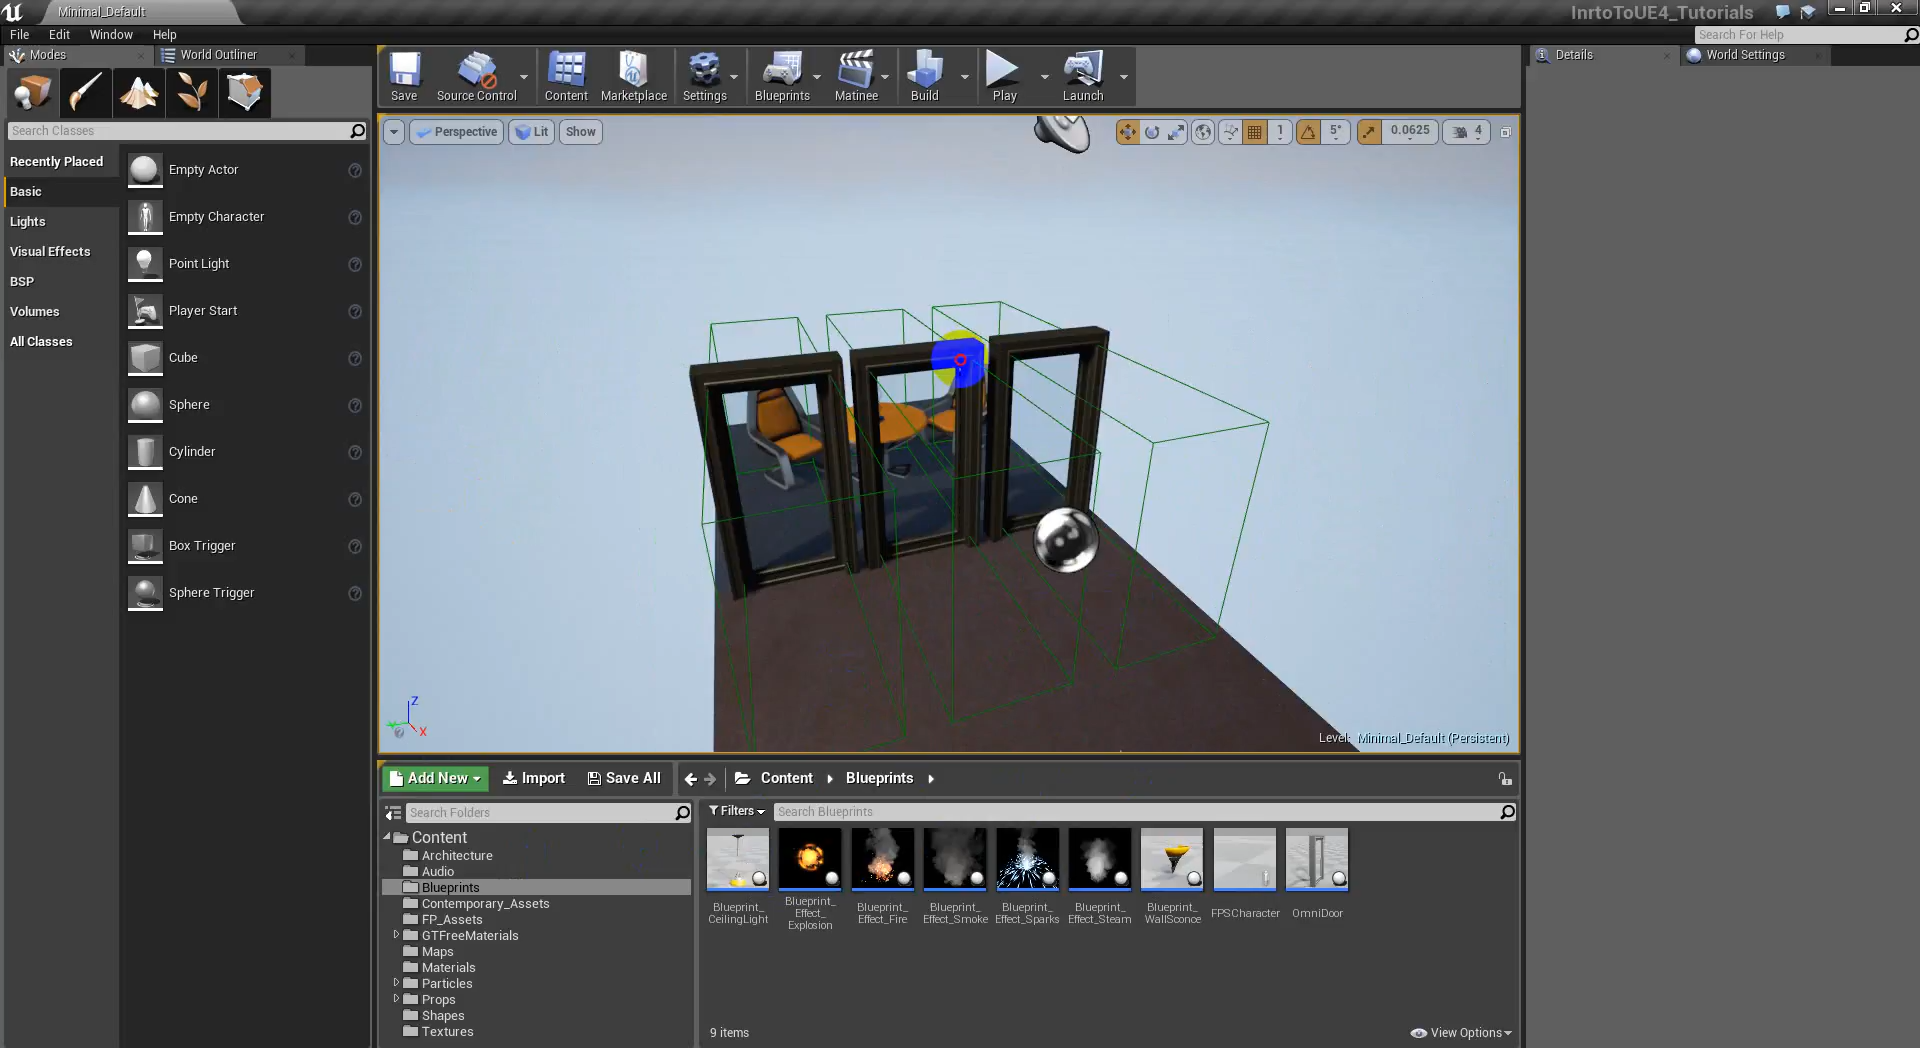 Minimal_Default
InrtoToUE4_Tutorials
File Edit Window Help
Search For Help
Modes
World Outliner
Details
World Settings
Save
Source Control
Content
Marketplace
Settings
Blueprints
Matinee
Build
Play
Launch
Search Classes
Perspective
Lit
Show
1
5°
0.0625
4
Recently Placed
Basic
Lights
Visual Effects
BSP
Volumes
All Classes
Empty Actor
Empty Character
Point Light
Player Start
Cube
Sphere
Cylinder
Cone
Box Trigger
Sphere Trigger
Z
X
Level: Minimal_Default (Persistent)
Add New
Import
Save All
Content
Blueprints
Search Folders
Filters
Search Blueprints
Content
Architecture
Audio
Blueprints
Contemporary_Assets
FP_Assets
GTFreeMaterials
Maps
Materials
Particles
Props
Shapes
Textures
Blueprint_
CeilingLight
Blueprint_
Effect_
Explosion
Blueprint_
Effect_Fire
Blueprint_
Effect_Smoke
Blueprint_
Effect_Sparks
Blueprint_
Effect_Steam
Blueprint_
WallSconce
FPSCharacter
OmniDoor
9 items
View Options